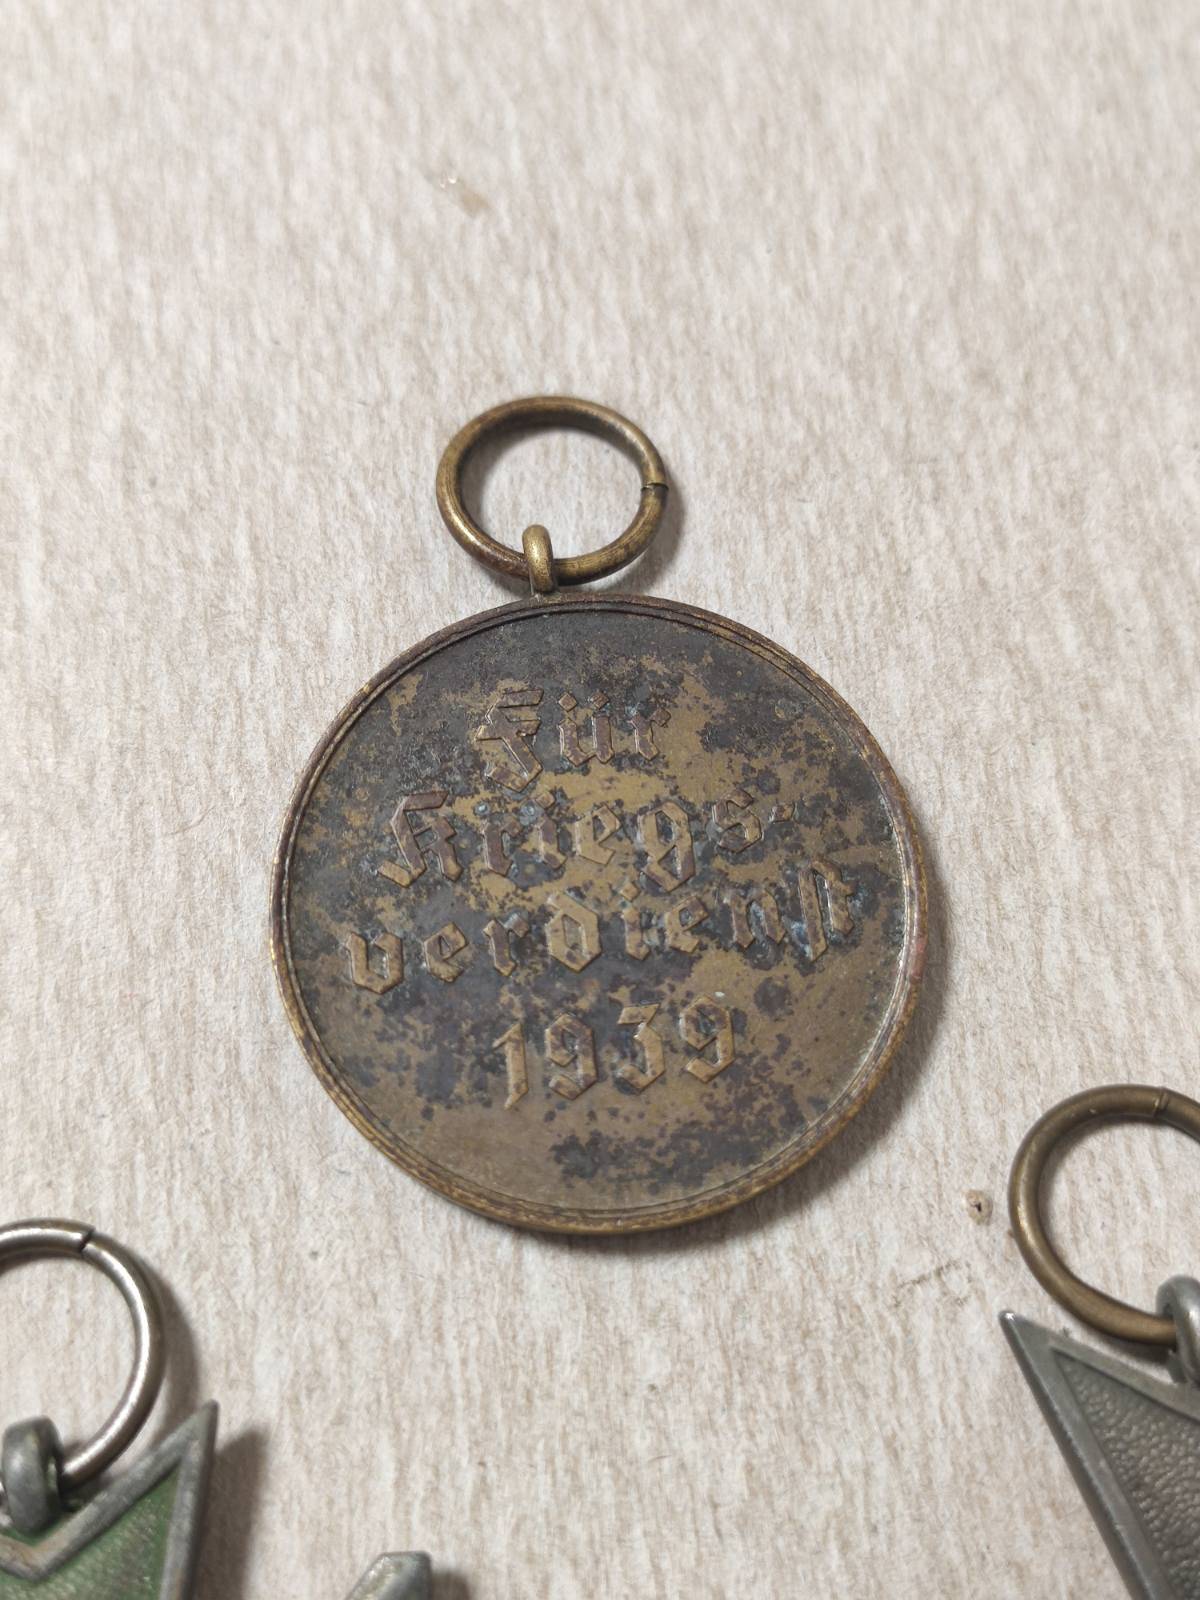 Für
Kriegs-
verdienst
1939